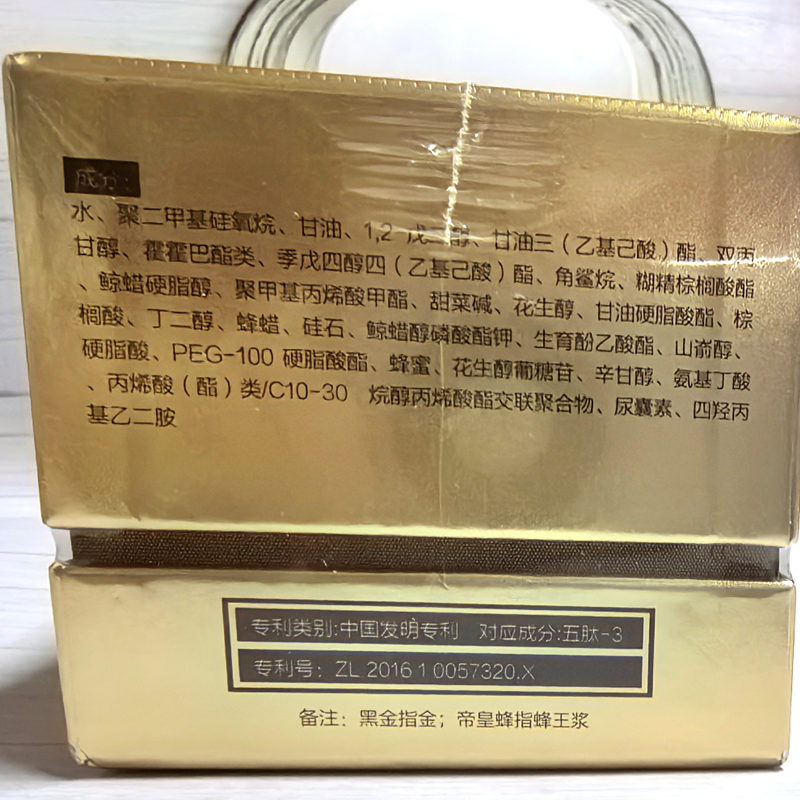 成分:
水、聚二甲基硅氧烷、甘油、1,2 戊二醇、甘油三（乙基己酸）酯、双丙
甘醇、霍霍巴酯类、季戊四醇四（乙基己酸）酯、角鲨烷、糊精棕榈酸酯
、鲸蜡硬脂醇、聚甲基丙烯酸甲酯、甜菜碱、花生醇、甘油硬脂酸酯、棕
榈酸、丁二醇、蜂蜡、硅石、鲸蜡醇磷酸酯钾、生育酚乙酸酯、山嵛醇、
硬脂酸、PEG-100 硬脂酸酯、蜂蜜、花生醇葡糖苷、辛甘醇、氨基丁酸
、丙烯酸（酯）类/C10-30 烷醇丙烯酸酯交联聚合物、尿囊素、四羟丙
基乙二胺
专利类别:中国发明专利 对应成分:五肽-3
专利号：ZL 2016 1 0057320.X
备注：黑金指金；帝皇蜂指蜂王浆